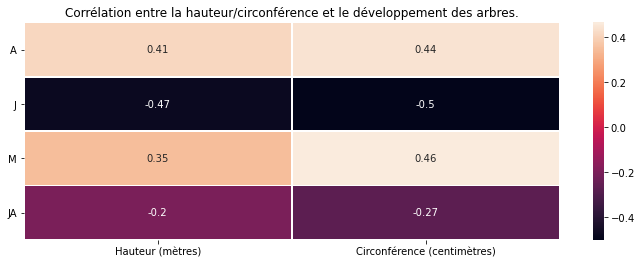 Corrélation entre la hauteur/circonférence et le développement des arbres.
A 0.41 0.44
J -0.47 -0.5
M 0.35 0.46
JA -0.2 -0.27
Hauteur (mètres) Circonférence (centimètres)
0.4
0.2
0.0
-0.2
-0.4